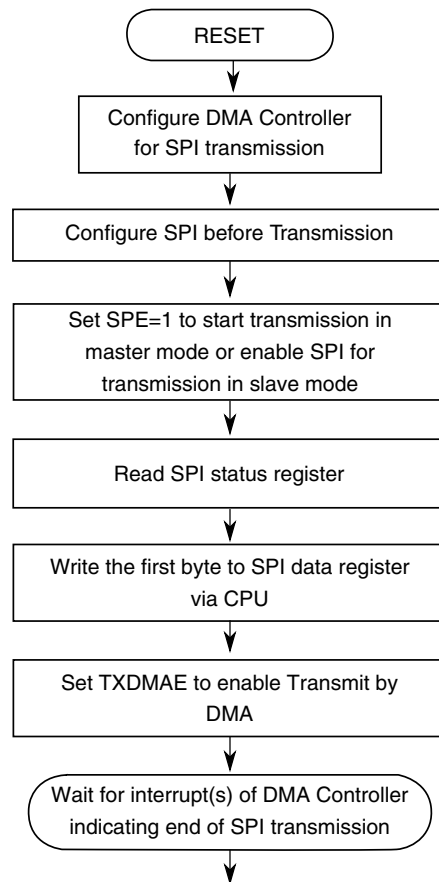 RESET
Configure DMA Controller
for SPI transmission
Configure SPI before Transmission
Set SPE=1 to start transmission in
master mode or enable SPI for
transmission in slave mode
Read SPI status register
Write the first byte to SPI data register
via CPU
Set TXDMAE to enable Transmit by
DMA
Wait for interrupt(s) of DMA Controller
indicating end of SPI transmission